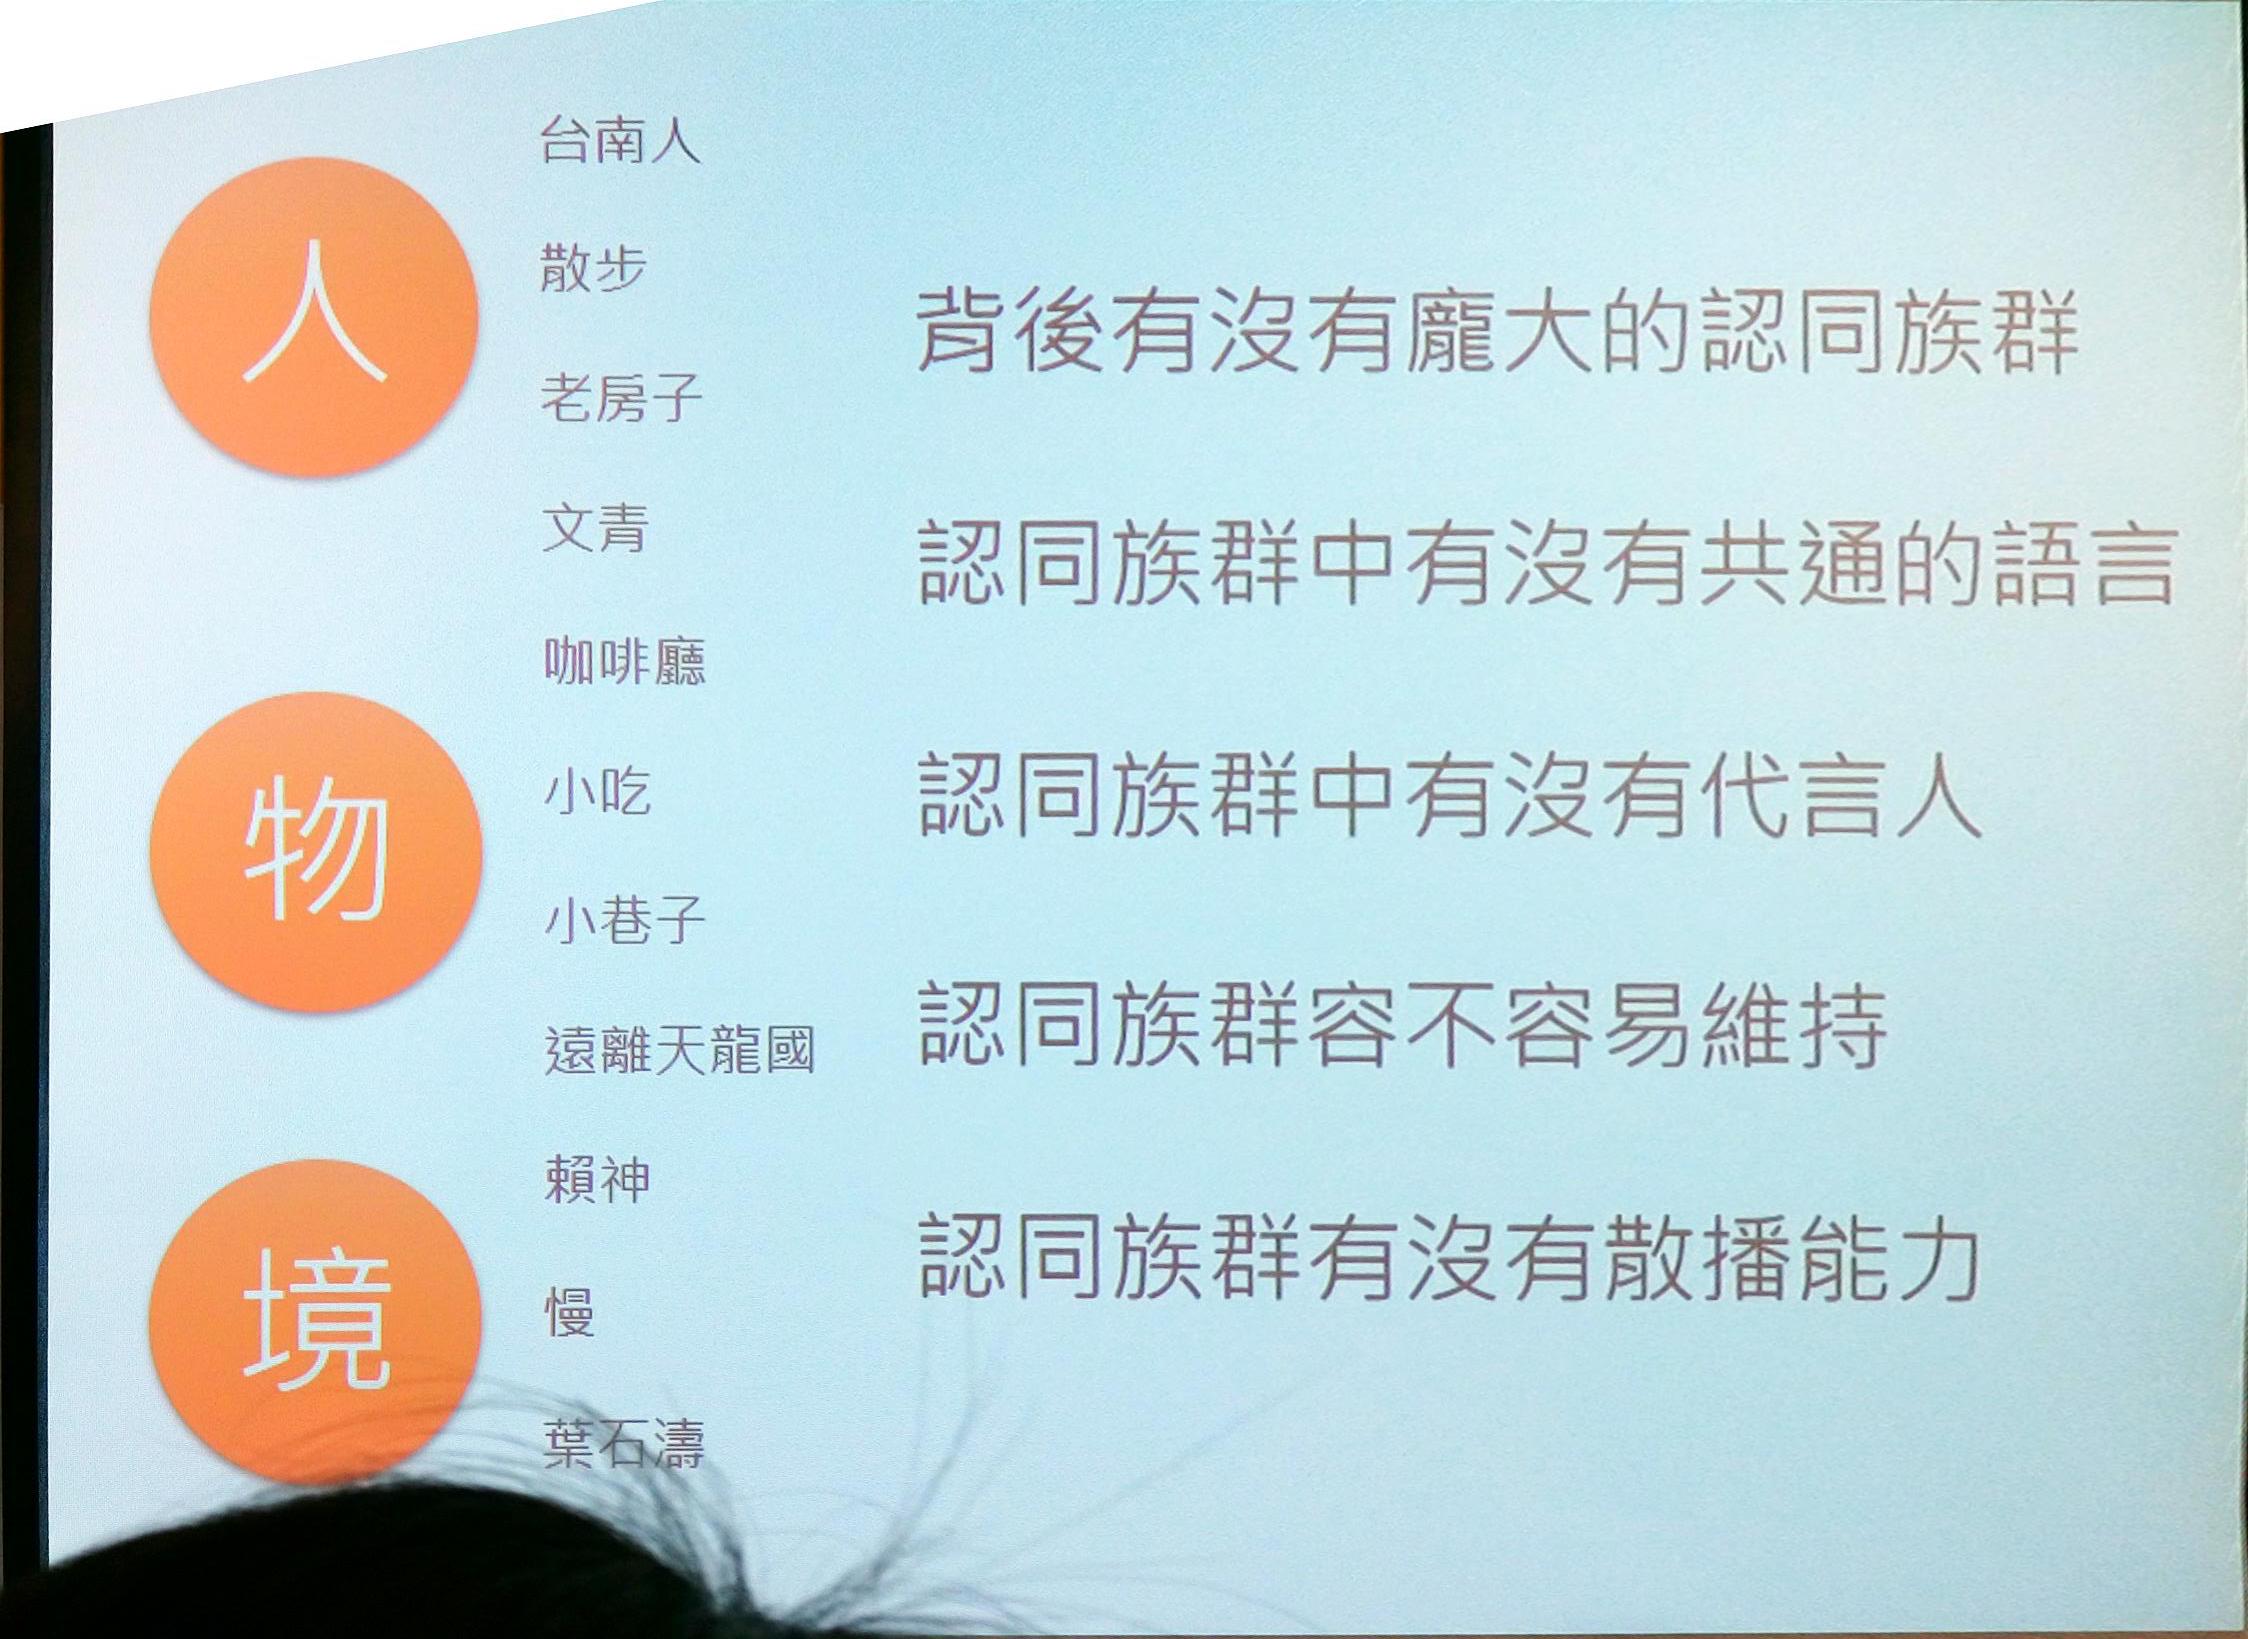 人
物
境
台南人
散步
老房子
文青
咖啡廳
小吃
小巷子
遠離天龍國
賴神
慢
葉石濤
背後有沒有龐大的認同族群
認同族群中有沒有共通的語言
認同族群中有沒有代言人
認同族群容不容易維持
認同族群有沒有散播能力